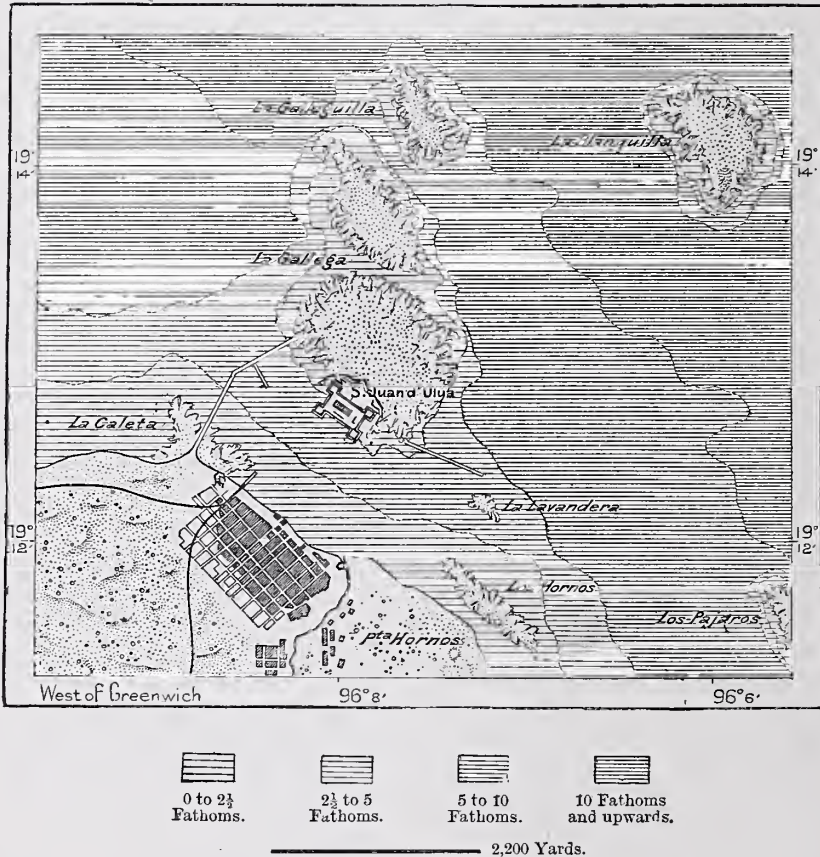 La Galleguilla
La Blanquilla
19°
14'
19°
14'
La Gallega
S. Juan d'Ulua
La Caleta
La Lavandera
19°
12'
19°
12'
Los Hornos
Los Pajaros
Pta Hornos
West of Greenwich
96° 8'
96° 6'
0 to 2½
Fathoms.
2½ to 5
Fathoms.
5 to 10
Fathoms.
10 Fathoms
and upwards.
2,200 Yards.